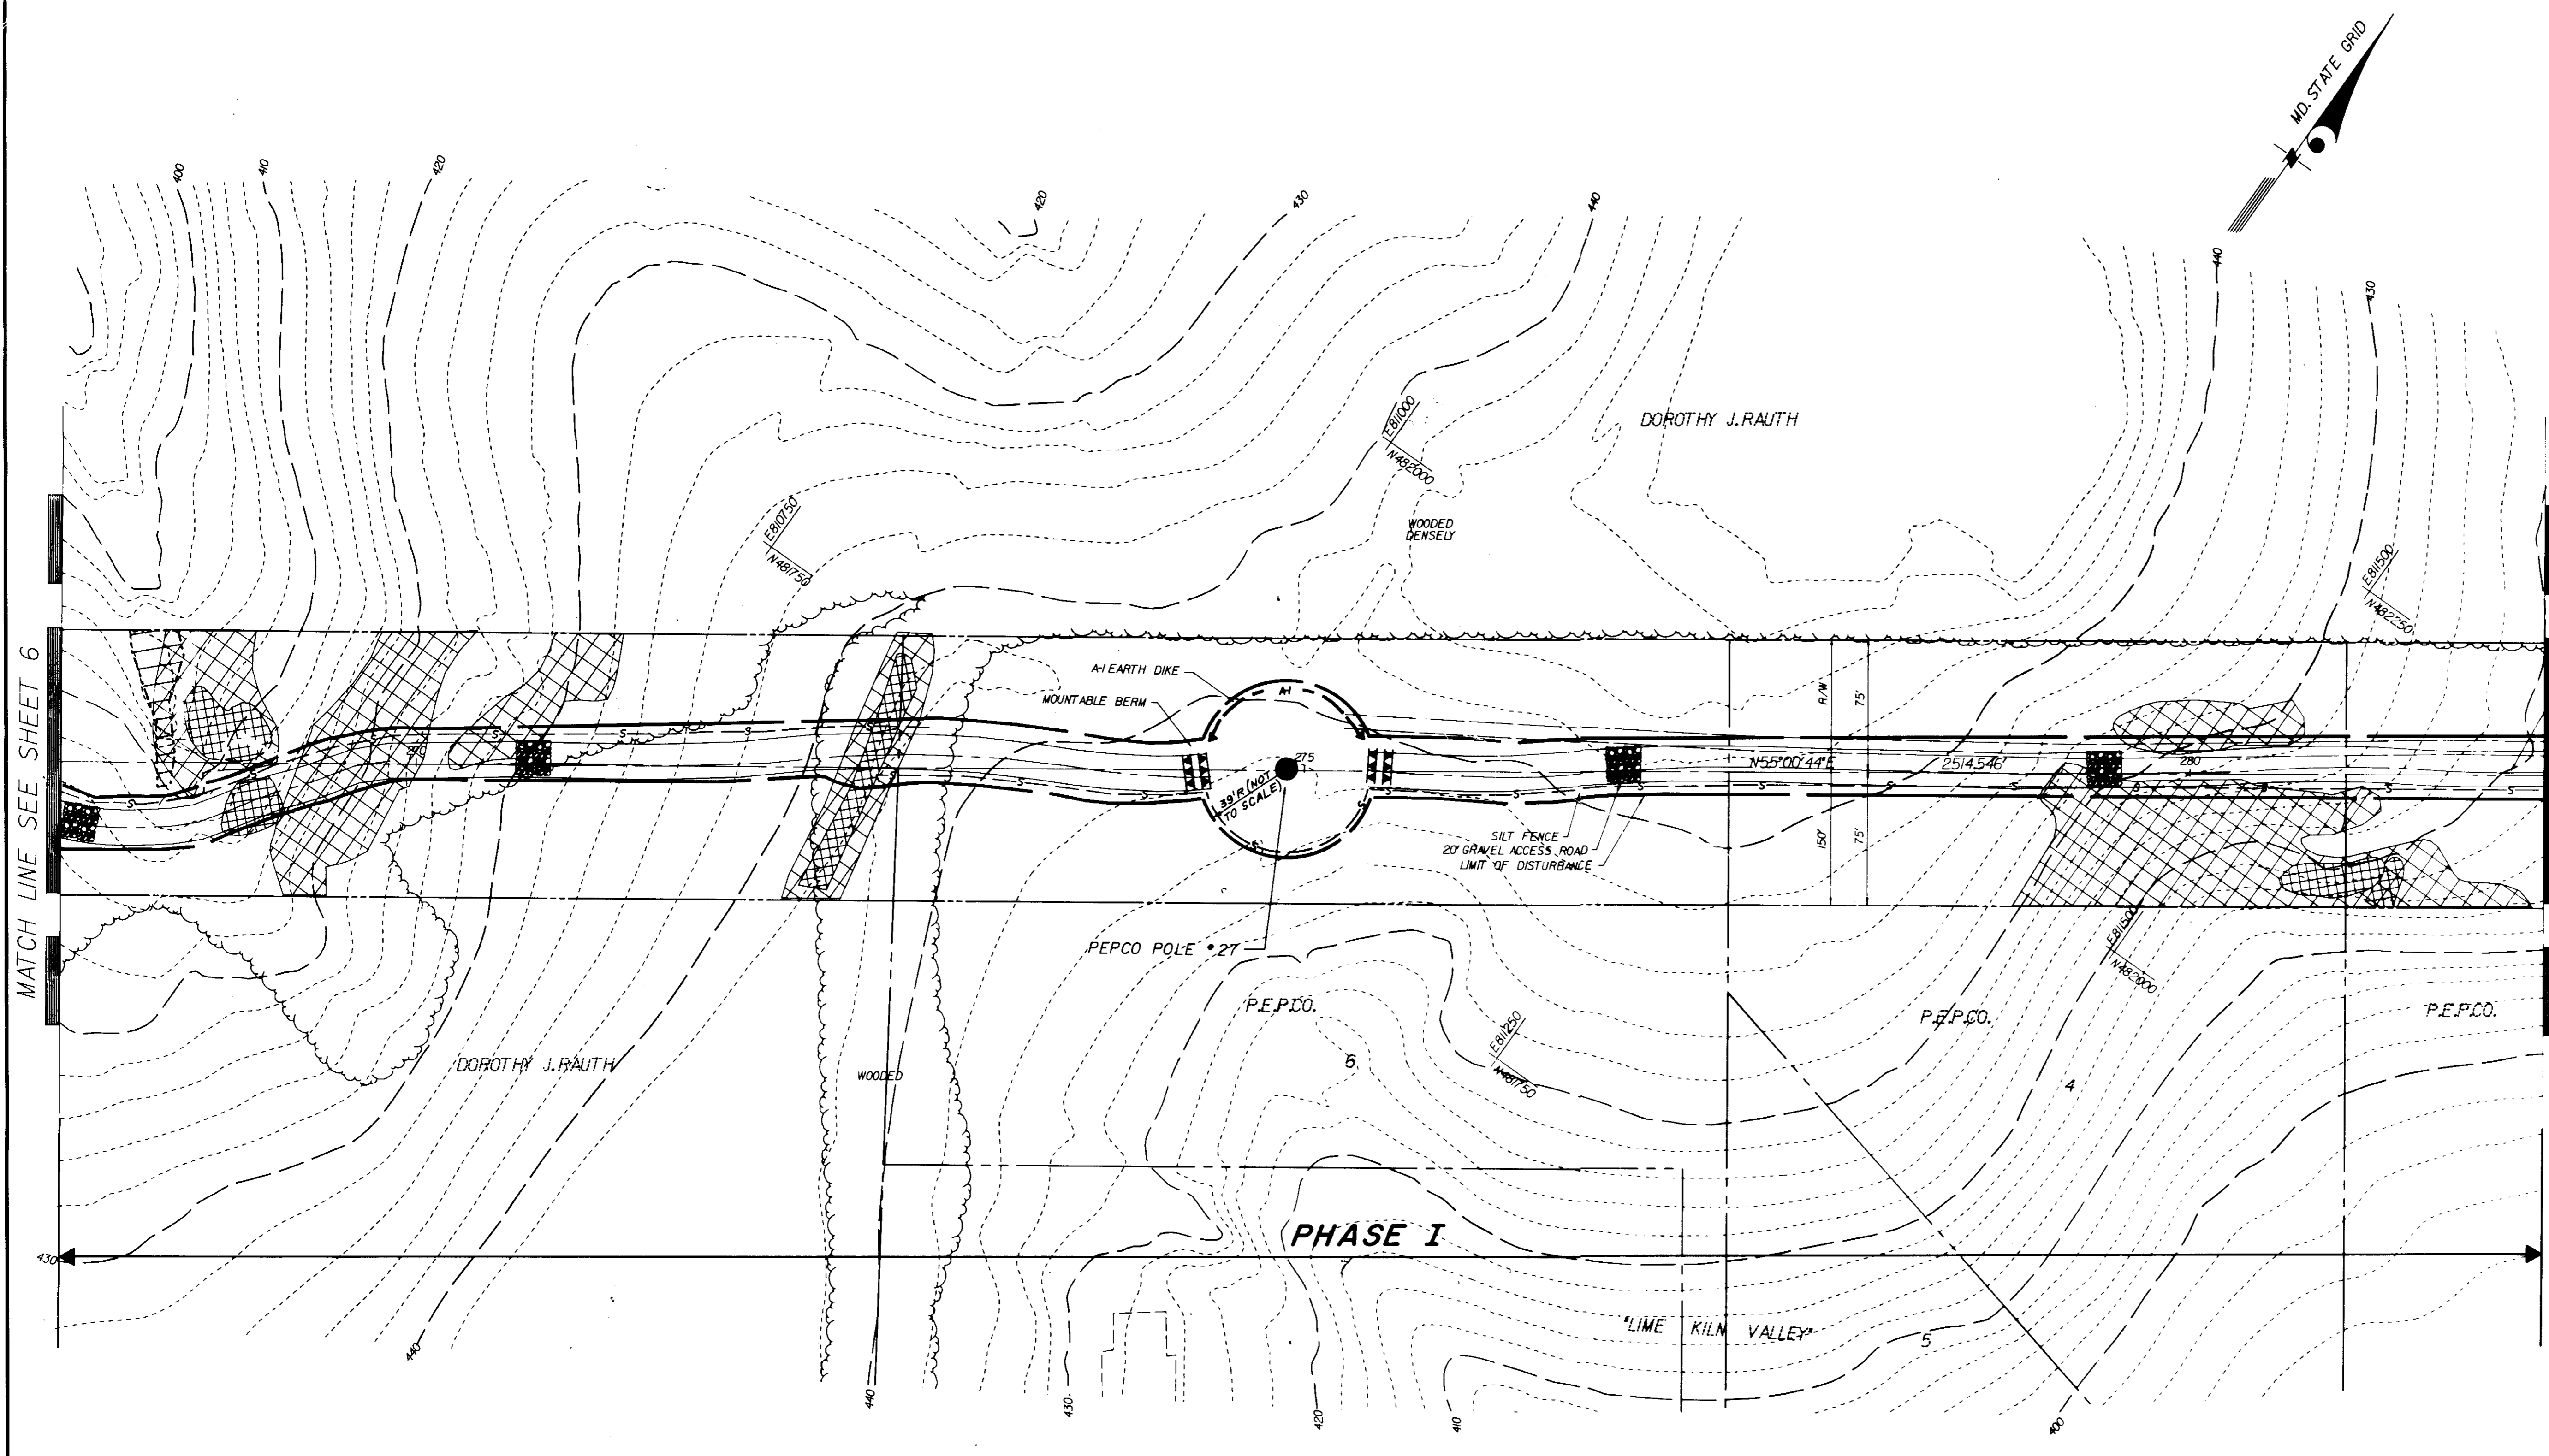 MD. STATE GRID
400
410
420
420
430
440
440
430
E811000
N482000
DOROTHY J. RAUTH
E810750
N481750
WOODED
DENSELY
E811500
N482250
MATCH LINE SEE SHEET 6
A-1 EARTH DIKE
MOUNTABLE BERM
A-1
R/W
75'
S
S
S
S
275
39' R (NOT
TO SCALE)
N55°00'44"E
2514.546'
280
S
S
S
S
S
S
S
S
S
SILT FENCE
20' GRAVEL ACCESS ROAD
LIMIT OF DISTURBANCE
150'
75'
PEPCO POLE #27
E811500
N482000
P.E.P.CO.
P.E.P.CO.
P.E.P.CO.
E811250
N481750
6
4
DOROTHY J. RAUTH
WOODED
PHASE I
430
7
"LIME KILN VALLEY"
5
440
440
430
420
410
400